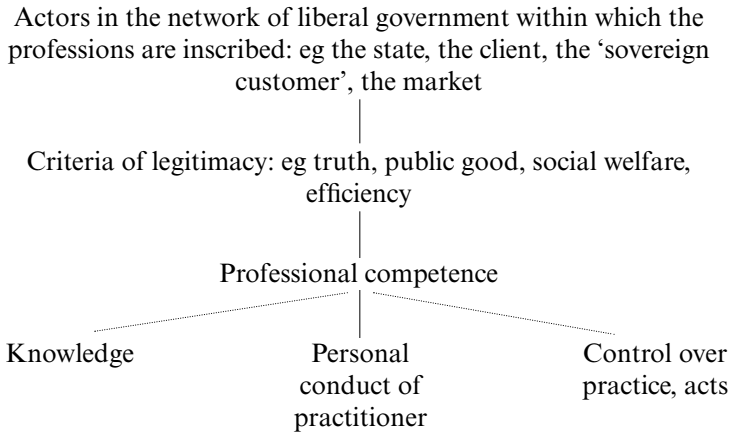 Actors in the network of liberal government within which the
professions are inscribed: eg the state, the client, the ‘sovereign
customer’, the market
Criteria of legitimacy: eg truth, public good, social welfare,
efficiency
Professional competence
Knowledge
Personal
conduct of
practitioner
Control over
practice, acts